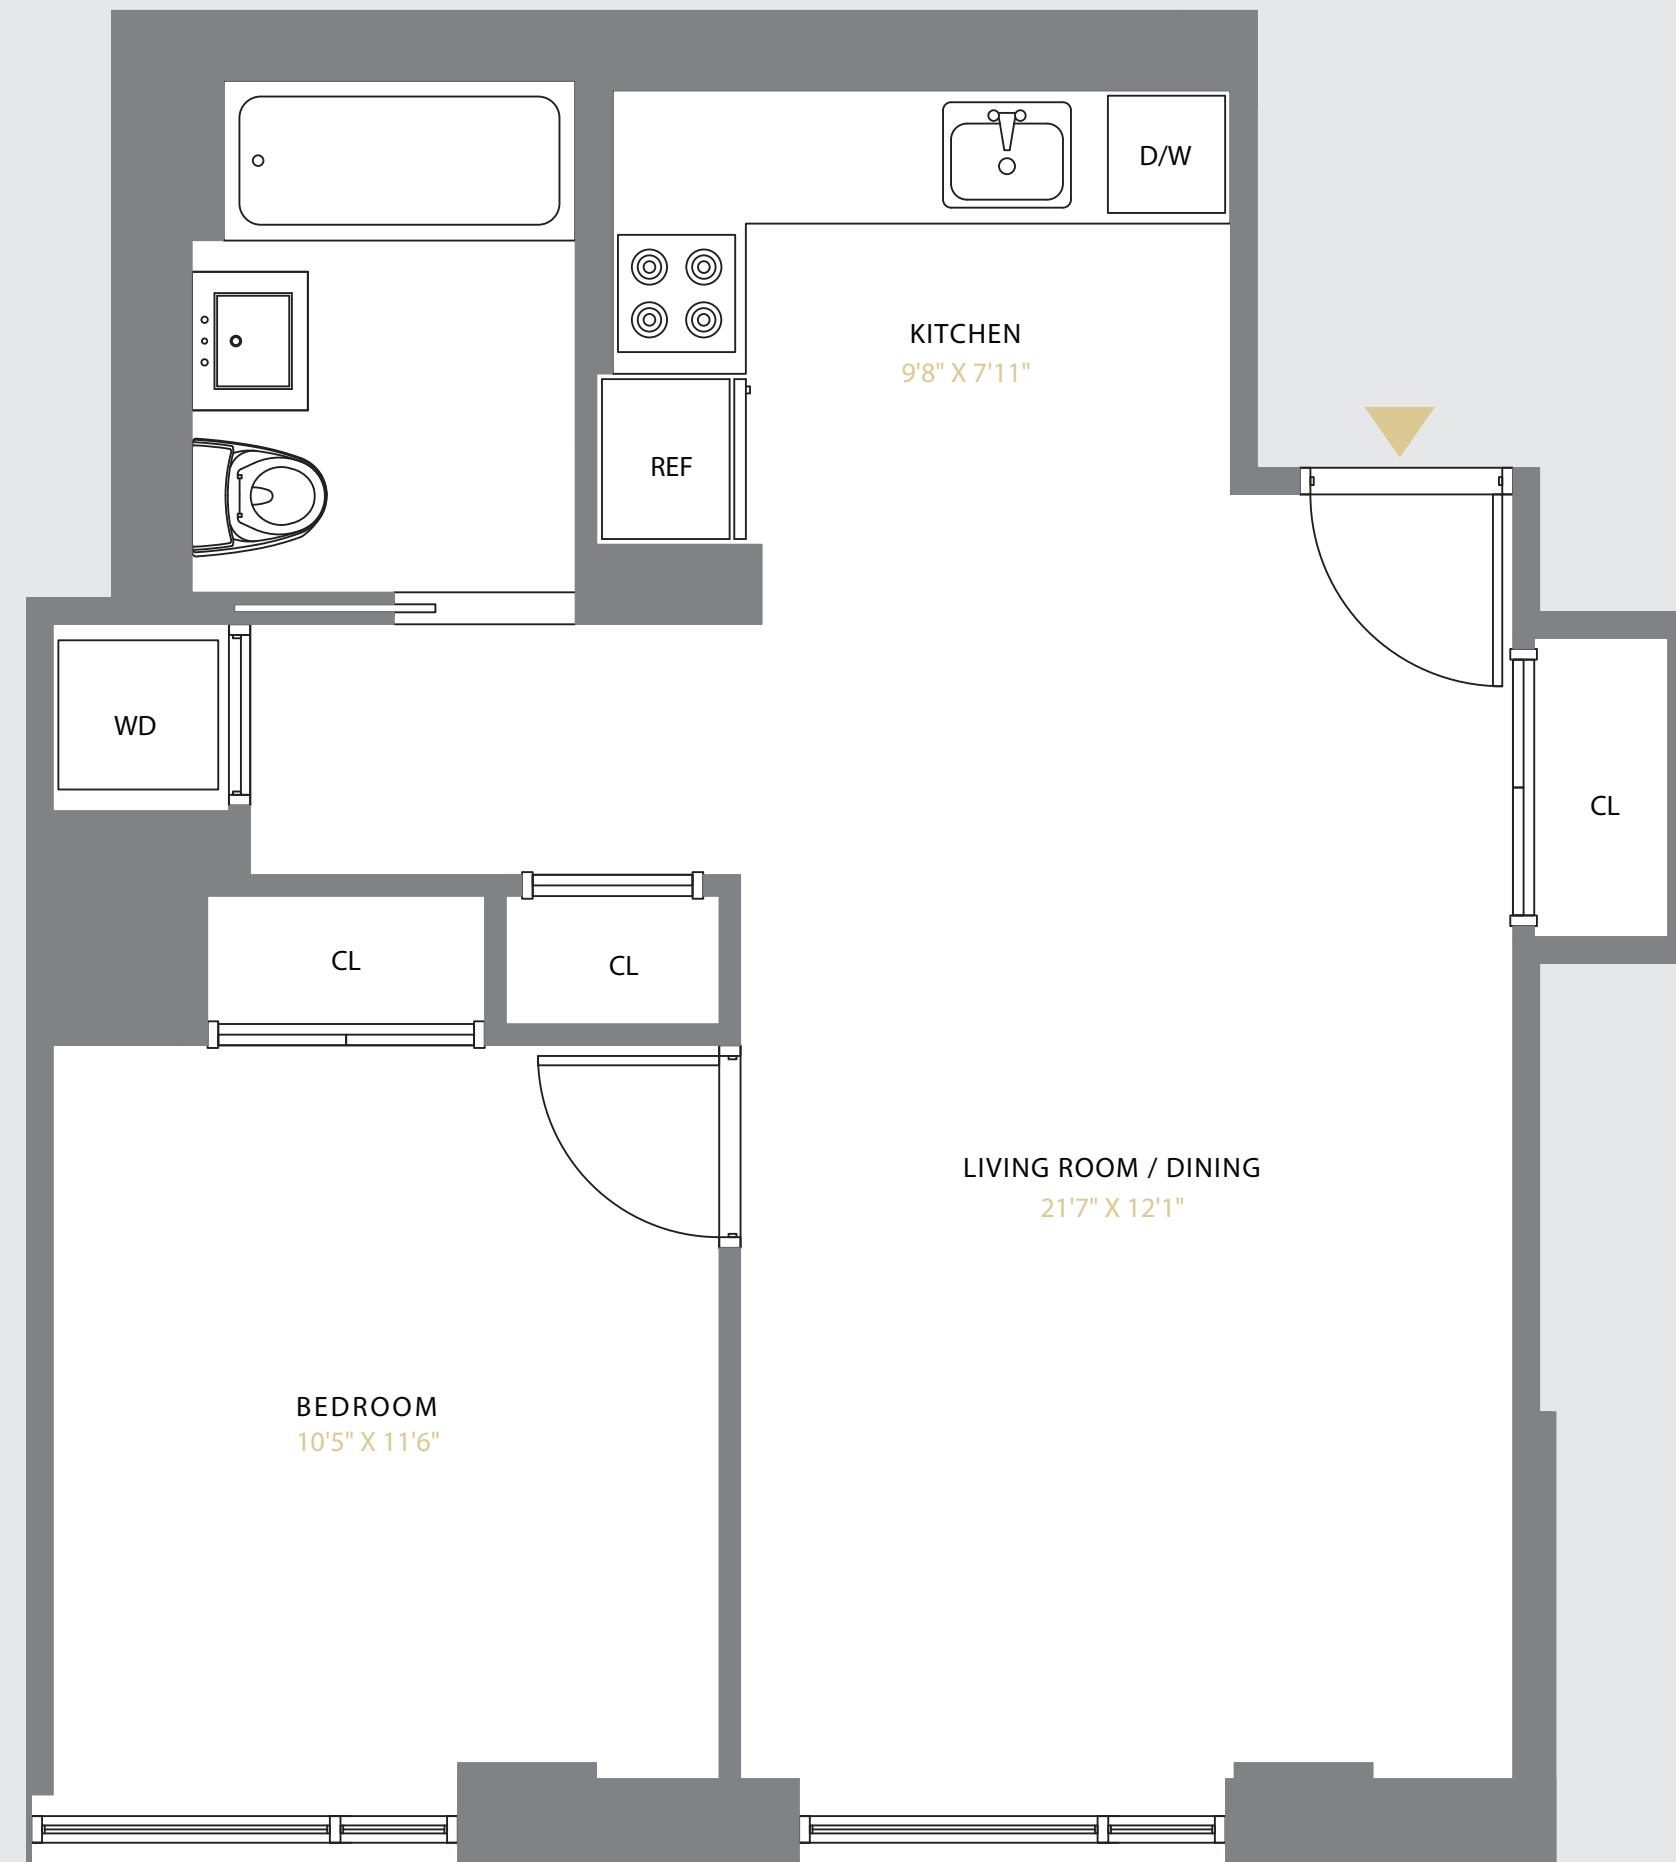 D/W
KITCHEN
9'8" X 7'11"
REF
WD
CL
CL
CL
LIVING ROOM / DINING
21'7" X 12'1"
BEDROOM
10'5" X 11'6"